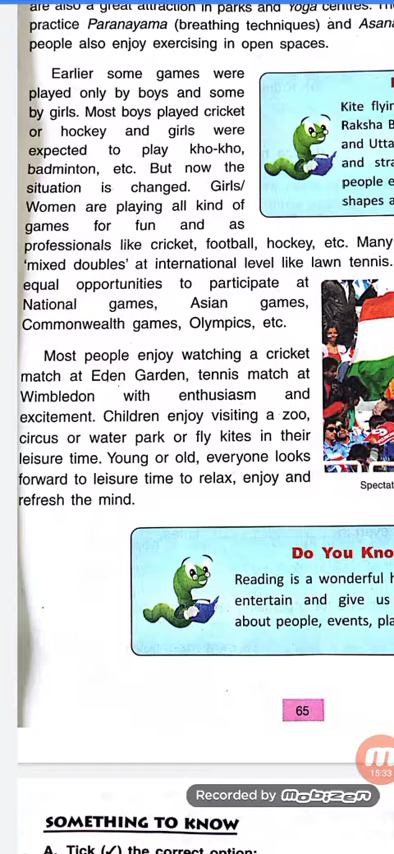 are also a great attraction in parks and Yoga centres.
practice Paranayama (breathing techniques) and
people also enjoy exercising in open spaces.
Earlier some games were
played only by boys and some
by girls. Most boys played cricket
or hockey and girls were
expected to play kho-kho,
badminton, etc. But now the
situation is changed. Girls/
Women are playing all kind of
games for fun and as
professionals like cricket, football, hockey, etc. Many
'mixed doubles' at international level like lawn tennis.
equal opportunities to participate at
National games, Asian games,
Commonwealth games, Olympics, etc.
Kite
Raksha
and
and
people
shapes
Most people enjoy watching a cricket
match at Eden Garden, tennis match at
Wimbledon with enthusiasm and
excitement. Children enjoy visiting a zoo,
circus or water park or fly kites in their
leisure time. Young or old, everyone looks
forward to leisure time to relax, enjoy and
refresh the mind.
Do You
Reading is a wonderful
entertain and give us
about people, events,
65
15:33
Recorded by Mobizen
SOMETHING TO KNOW
A. Tick (✓) the correct option: